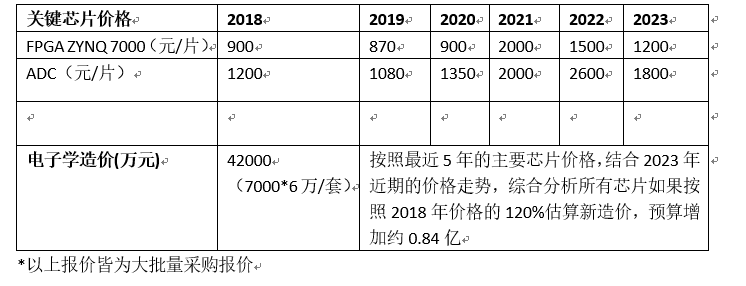 关键芯片价格 2018 2019 2020 2021 2022 2023
FPGA ZYNQ 7000（元/片） 900 870 900 2000 1500 1200
ADC（元/片） 1200 1080 1350 2000 2600 1800
电子学造价(万元) 42000 按照最近 5 年的主要芯片价格，结合 2023 年
（7000*6 万/套） 近期的价格走势，综合分析所有芯片如果按
照 2018 年价格的 120%估算新造价，预算增
加约 0.84 亿
*以上报价皆为大批量采购报价